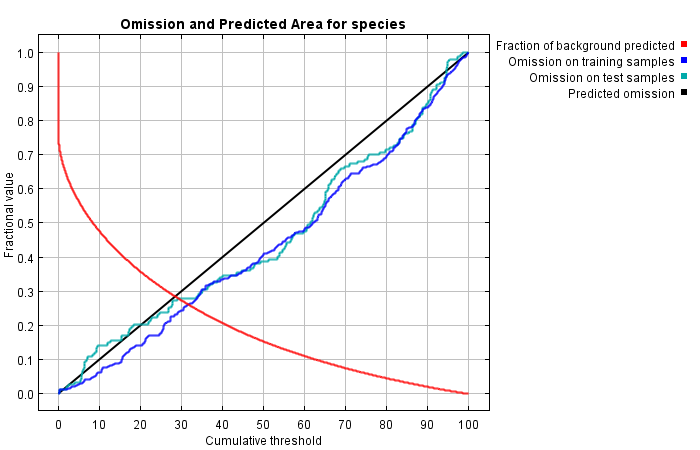 Omission and Predicted Area for species
Fraction of background predicted
Omission on training samples
Omission on test samples
Predicted omission
Fractional value
1.0
0.9
0.8
0.7
0.6
0.5
0.4
0.3
0.2
0.1
0.0
0 10 20 30 40 50 60 70 80 90 100
Cumulative threshold